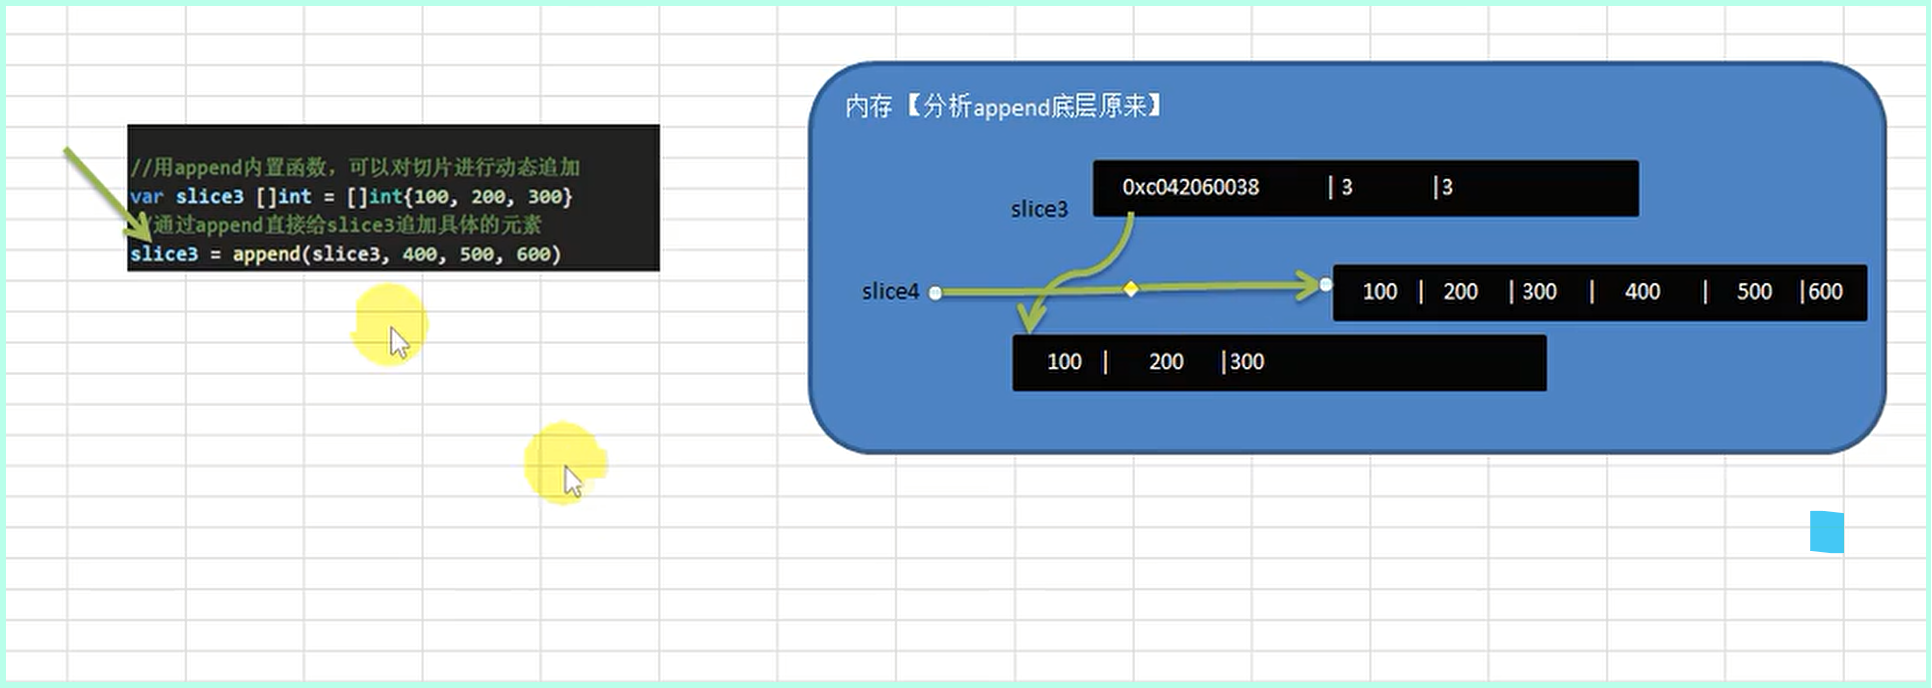 //用append内置函数，可以对切片进行动态追加
var slice3 []int = []int{100, 200, 300}
/通过append直接给slice3追加具体的元素
slice3 = append(slice3, 400, 500, 600)
内存【分析append底层原来】
slice3
0xc042060038 |3 |3
slice4
100 | 200 |300 | 400 | 500 |600
100 | 200 |300